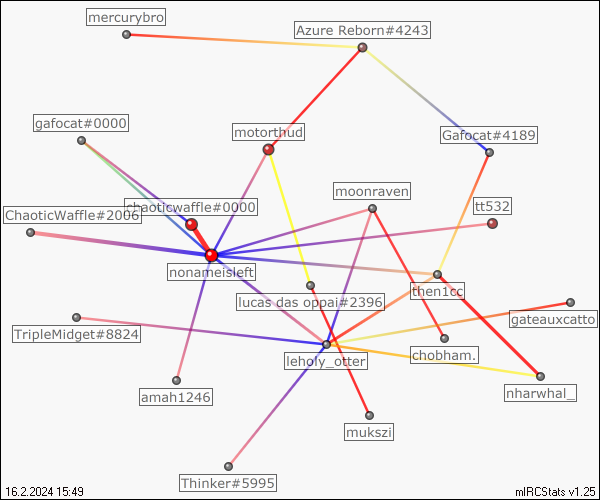 mercurybro
Azure Reborn#4243
gafocat#0000
motorthud
Gafocat#4189
moonraven
chaoticwaffle#0000
tt532
ChaoticWaffle#2006
nonameisleft
then1cc
lucas das oppai#2396
gateauxcatto
TripleMidget#8824
leholy_otter
chobham.
amah1246
nharwhal_
mukszi
Thinker#5995
16.2.2024 15:49
mIRCStats v1.25